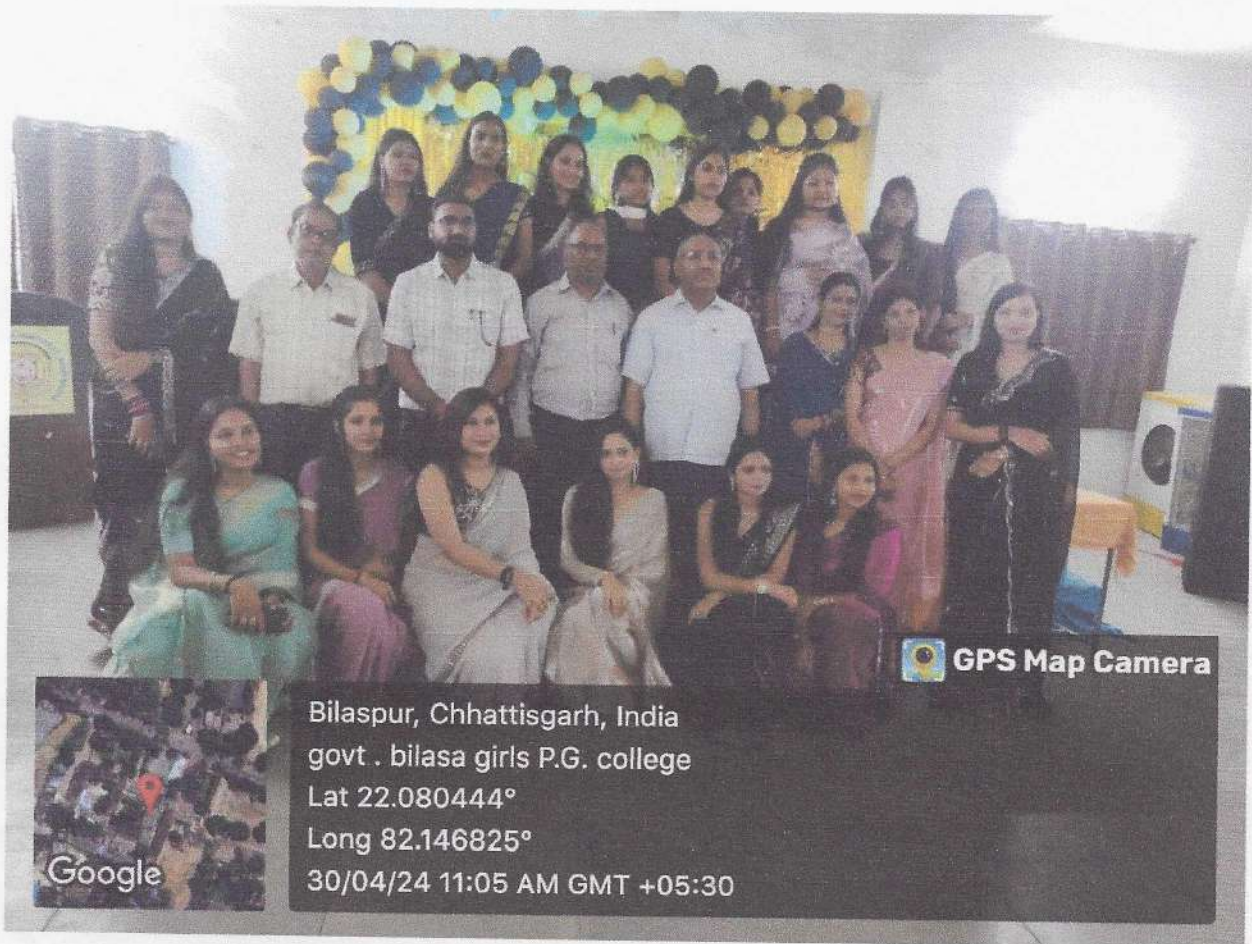 GPS Map Camera
Bilaspur, Chhattisgarh, India
govt . bilasa girls P.G. college
Lat 22.080444°
Long 82.146825°
30/04/24 11:05 AM GMT +05:30
Google